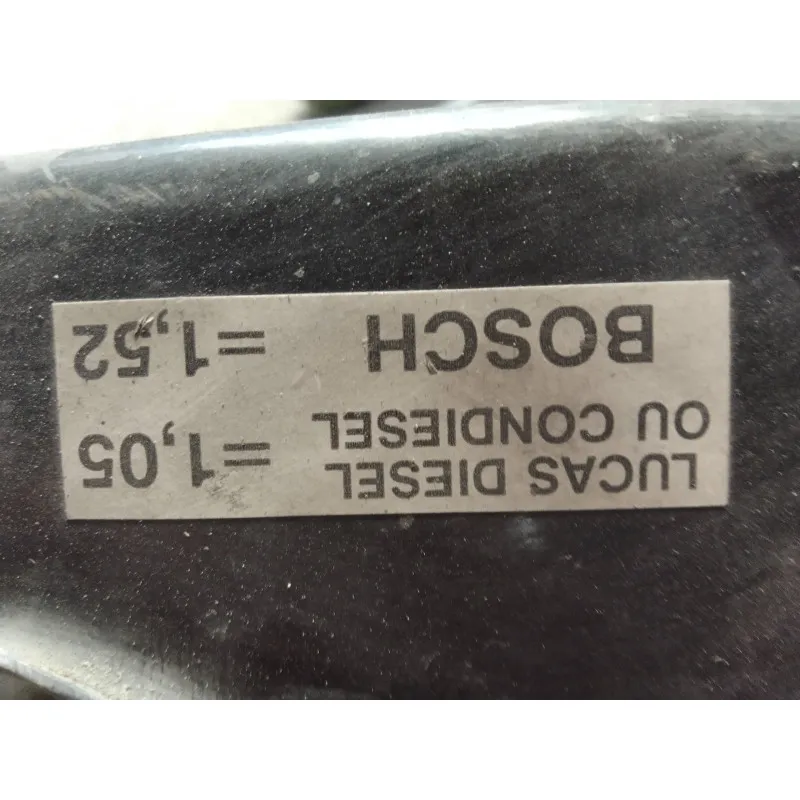 LUCAS DIESEL
OU CONDIESEL =1,05
BOSCH =1,52